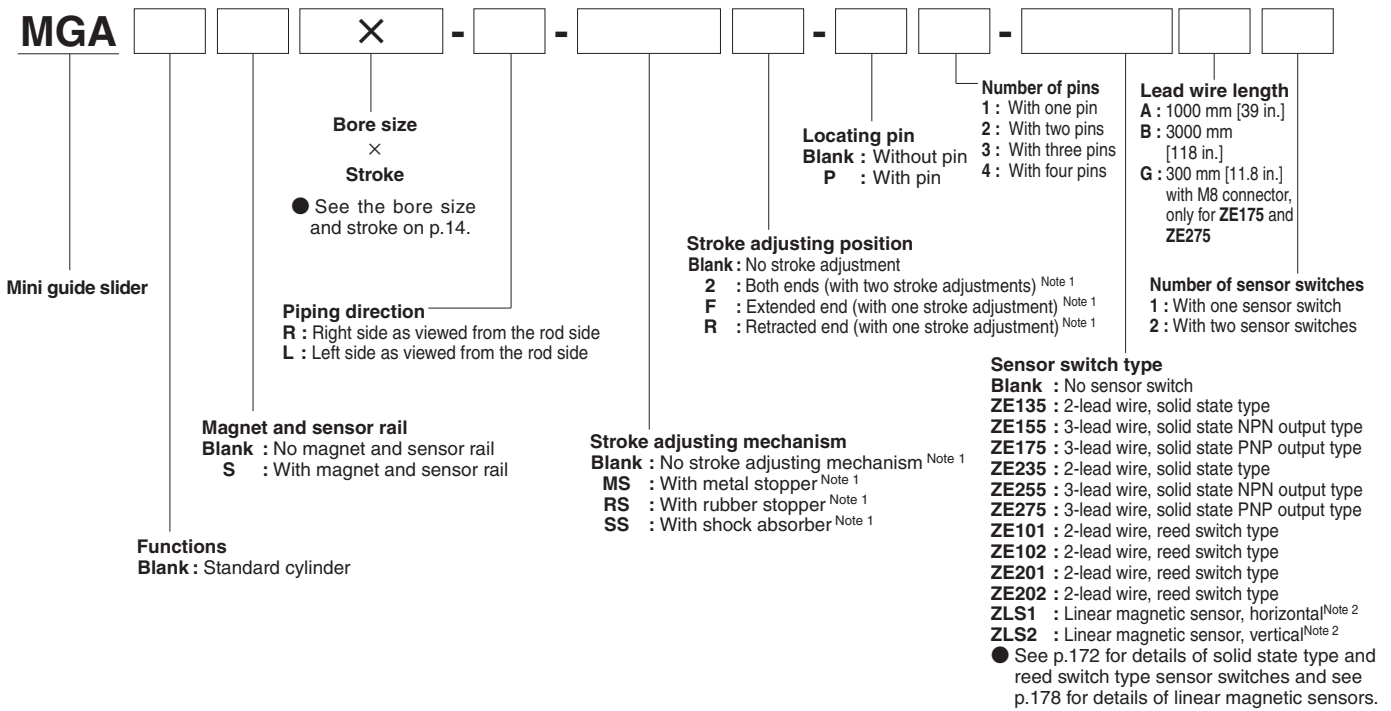 MGA × - - - -
Mini guide slider
Functions
Blank : Standard cylinder
Magnet and sensor rail
Blank : No magnet and sensor rail
S : With magnet and sensor rail
Bore size
×
Stroke
● See the bore size
and stroke on p.14.
Piping direction
R : Right side as viewed from the rod side
L : Left side as viewed from the rod side
Stroke adjusting mechanism
Blank : No stroke adjusting mechanism Note 1
MS : With metal stopper Note 1
RS : With rubber stopper Note 1
SS : With shock absorber Note 1
Stroke adjusting position
Blank : No stroke adjustment
2 : Both ends (with two stroke adjustments) Note 1
F : Extended end (with one stroke adjustment) Note 1
R : Retracted end (with one stroke adjustment) Note 1
Locating pin
Blank : Without pin
P : With pin
Number of pins
1 : With one pin
2 : With two pins
3 : With three pins
4 : With four pins
Sensor switch type
Blank : No sensor switch
ZE135 : 2-lead wire, solid state type
ZE155 : 3-lead wire, solid state NPN output type
ZE175 : 3-lead wire, solid state PNP output type
ZE235 : 2-lead wire, solid state type
ZE255 : 3-lead wire, solid state NPN output type
ZE275 : 3-lead wire, solid state PNP output type
ZE101 : 2-lead wire, reed switch type
ZE102 : 2-lead wire, reed switch type
ZE201 : 2-lead wire, reed switch type
ZE202 : 2-lead wire, reed switch type
ZLS1 : Linear magnetic sensor, horizontal Note 2
ZLS2 : Linear magnetic sensor, vertical Note 2
● See p.172 for details of solid state type and
reed switch type sensor switches and see
p.178 for details of linear magnetic sensors.
Lead wire length
A : 1000 mm [39 in.]
B : 3000 mm
[118 in.]
G : 300 mm [11.8 in.]
with M8 connector,
only for ZE175 and
ZE275
Number of sensor switches
1 : With one sensor switch
2 : With two sensor switches